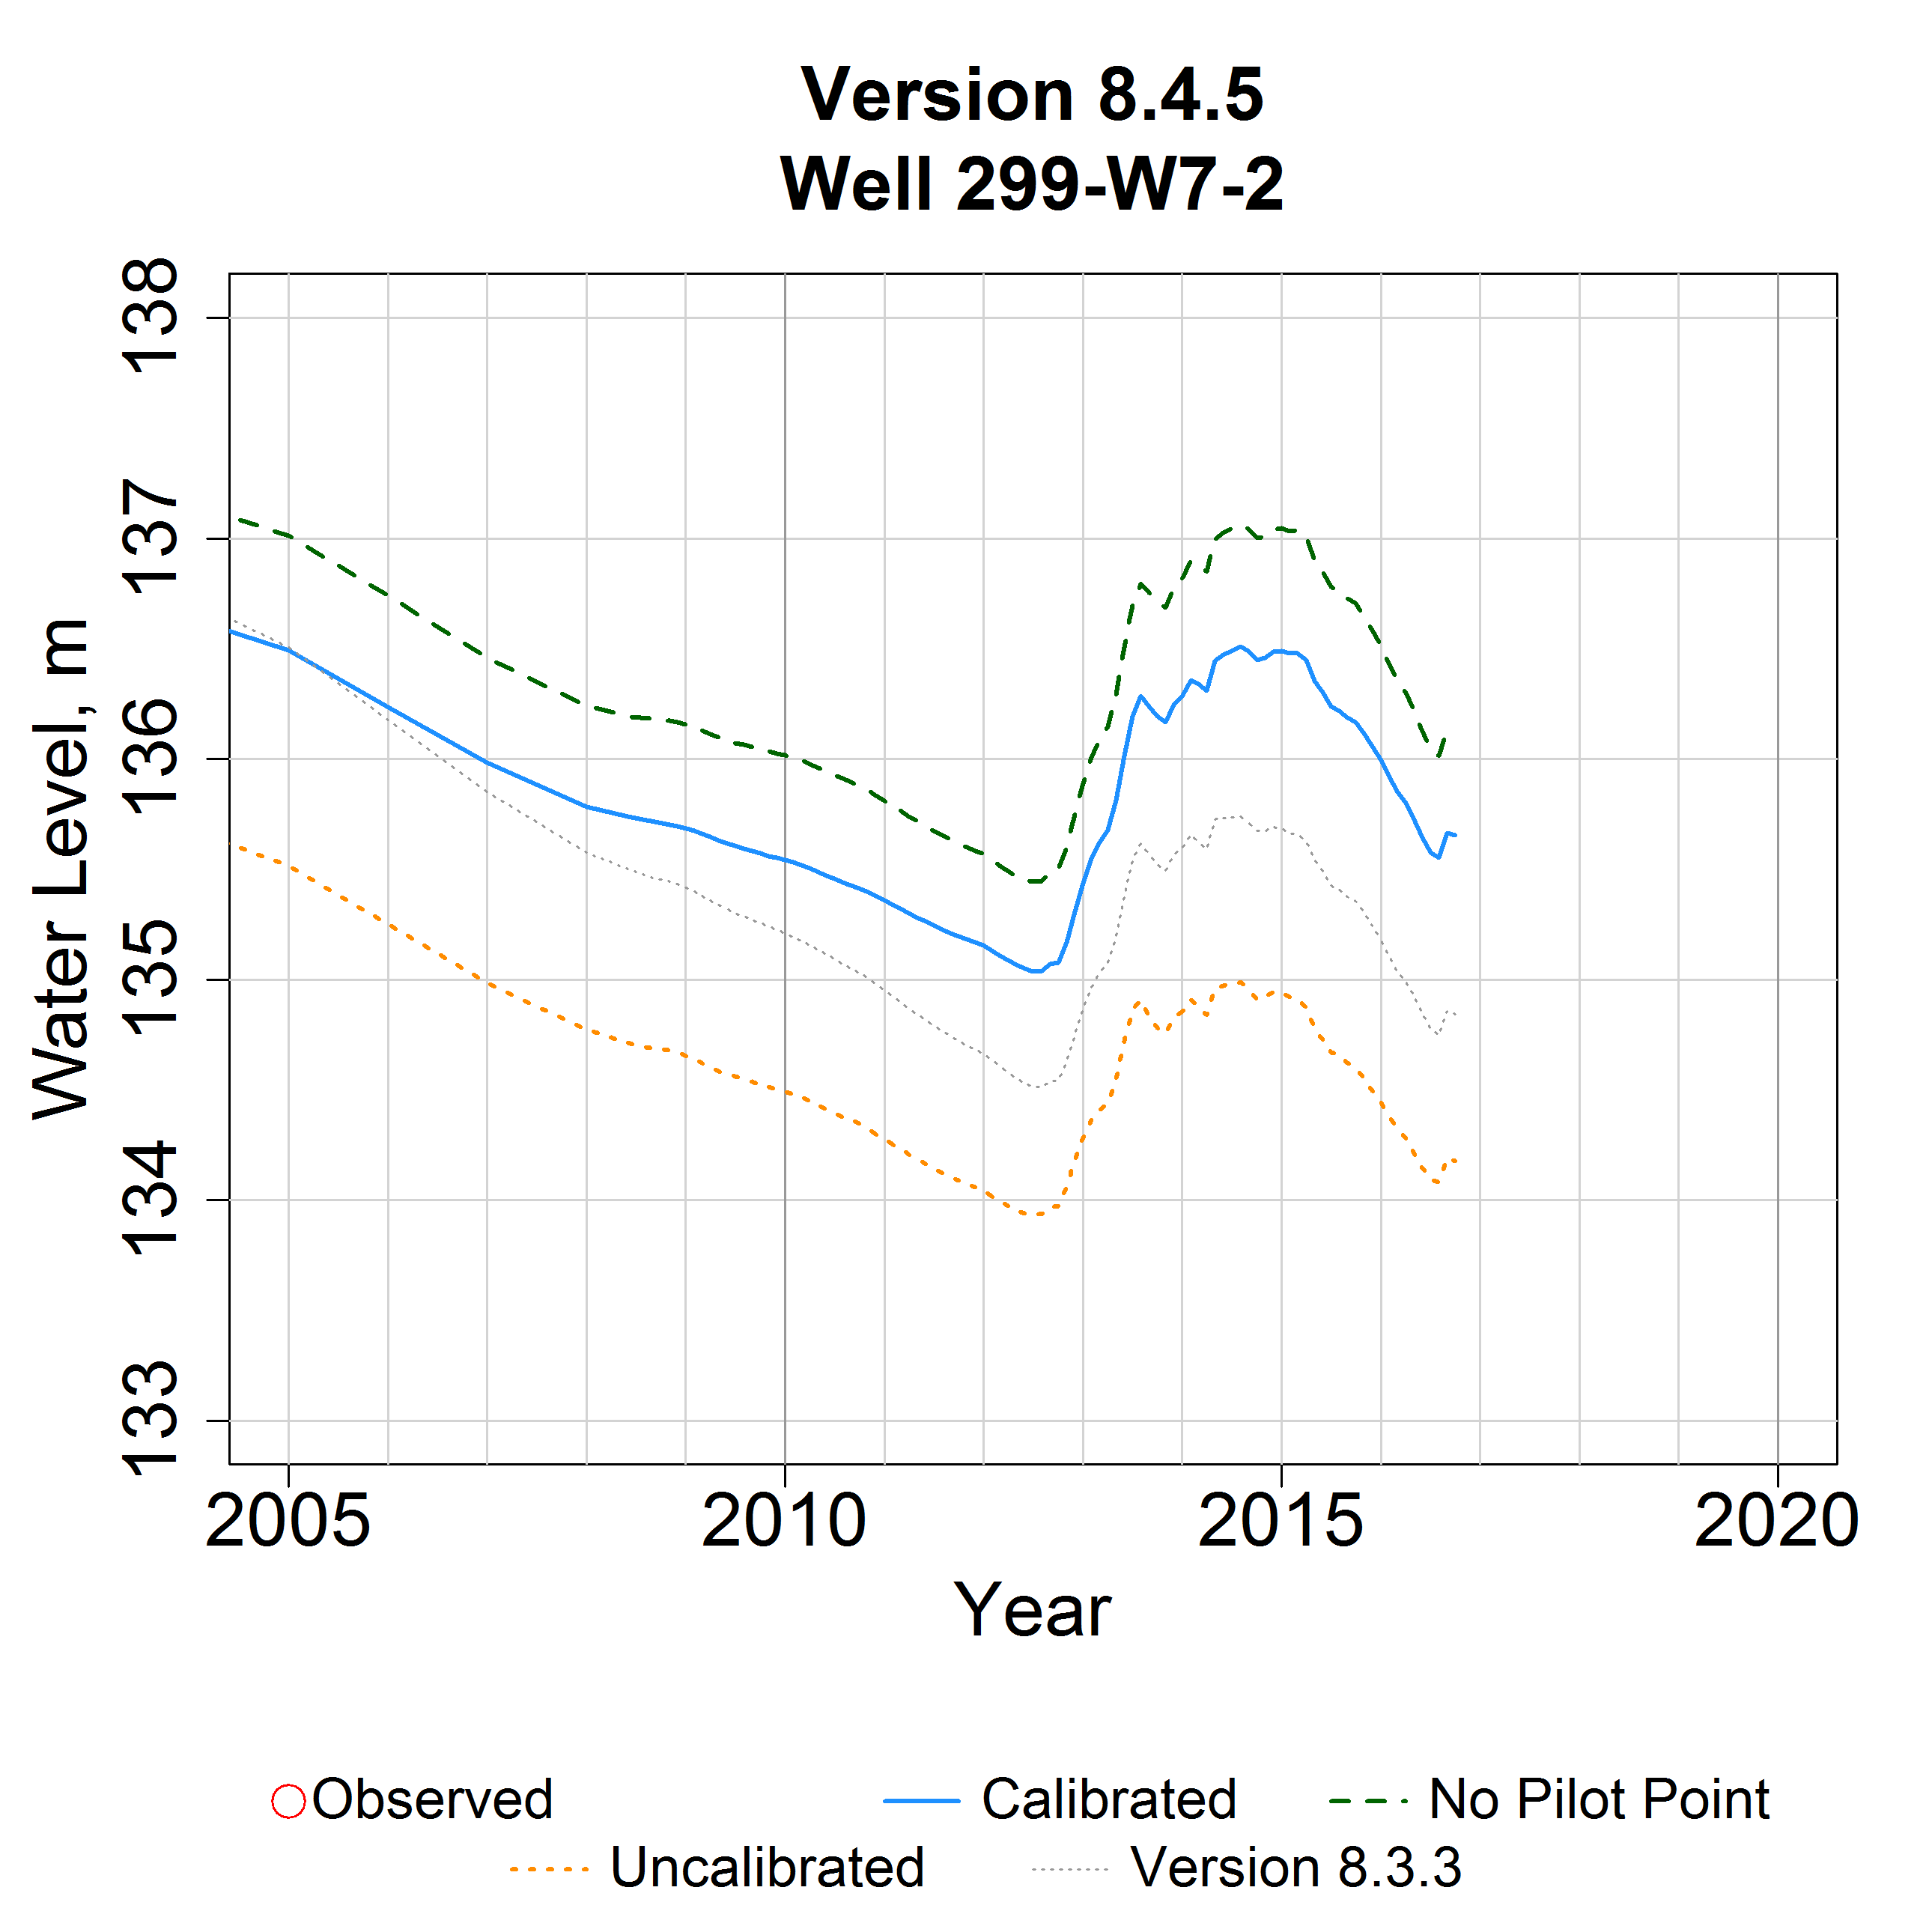 Version 8.4.5
Well 299-W7-2
138
137
136
135
134
133
Water Level, m
2005 2010 2015 2020
Year
Observed Calibrated No Pilot Point
Uncalibrated Version 8.3.3